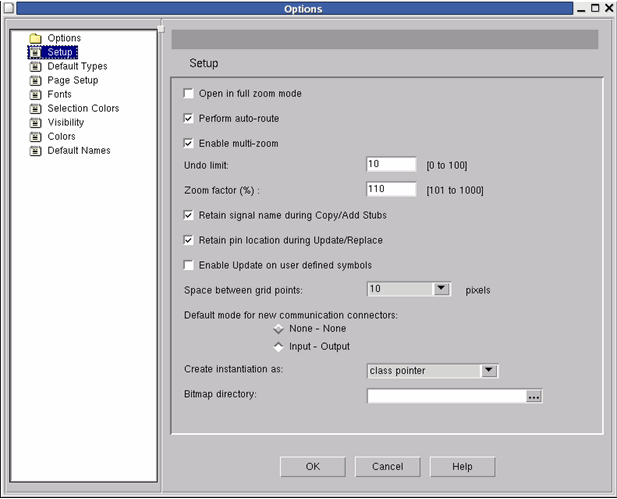 Options
Options
Setup
Default Types
Page Setup
Fonts
Selection Colors
Visibility
Colors
Default Names
Setup
Open in full zoom mode
Perform auto-route
Enable multi-zoom
Undo limit: 10 [0 to 100]
Zoom factor (%) : 110 [101 to 1000]
Retain signal name during Copy/Add Stubs
Retain pin location during Update/Replace
Enable Update on user defined symbols
Space between grid points: 10 pixels
Default mode for new communication connectors:
None - None
Input - Output
Create instantiation as: class pointer
Bitmap directory: ...
OK Cancel Help